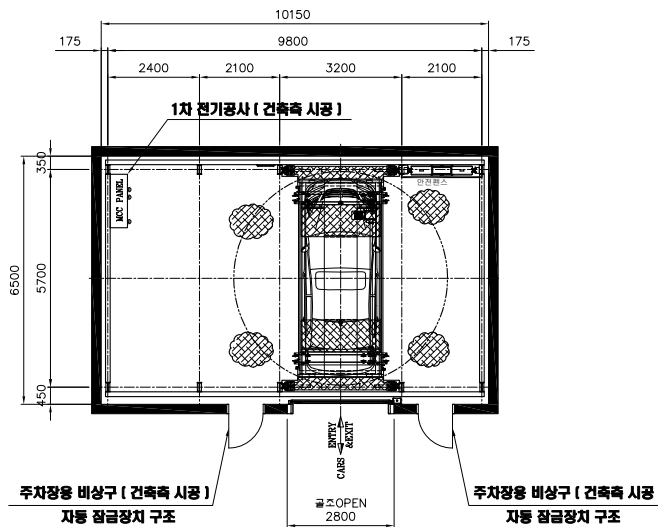 10150
175
9800
175
2400
2100
3200
2100
1차 전기공사 ( 건축측 시공 )
350
안전휀스
MCC PANEL
6500
5700
450
ENTRY
&EXIT
CARS
주차장용 비상구 ( 건축측 시공 )
자동 잠금장치 구조
골조OPEN
2800
주차장용 비상구 ( 건축측 시공
자동 잠금장치 구조